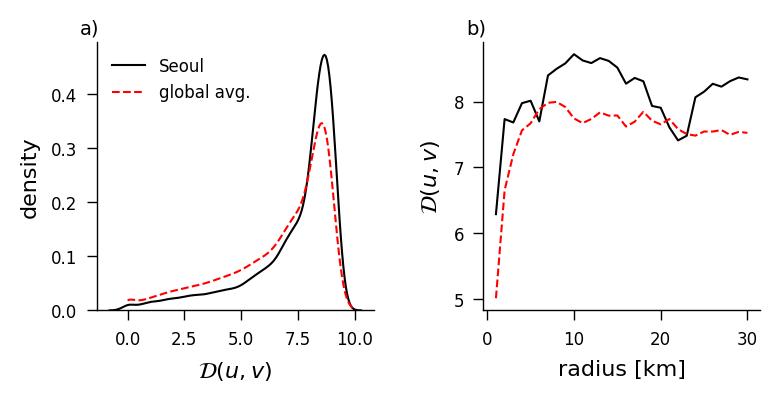 a)
Seoul
global avg.
density
0.4
0.3
0.2
0.1
0.0
0.0 2.5 5.0 7.5 10.0
𝒟(u, v)
b)
𝒟(u, v)
8
7
6
5
0 10 20 30
radius [km]